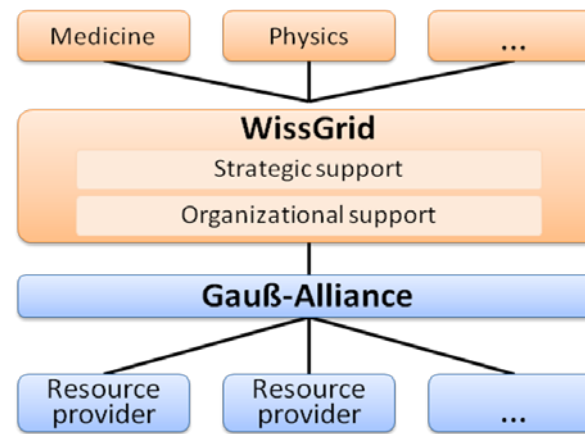 Medicine
Physics
...
WissGrid
Strategic support
Organizational support
Gauß-Alliance
Resource
provider
Resource
provider
...